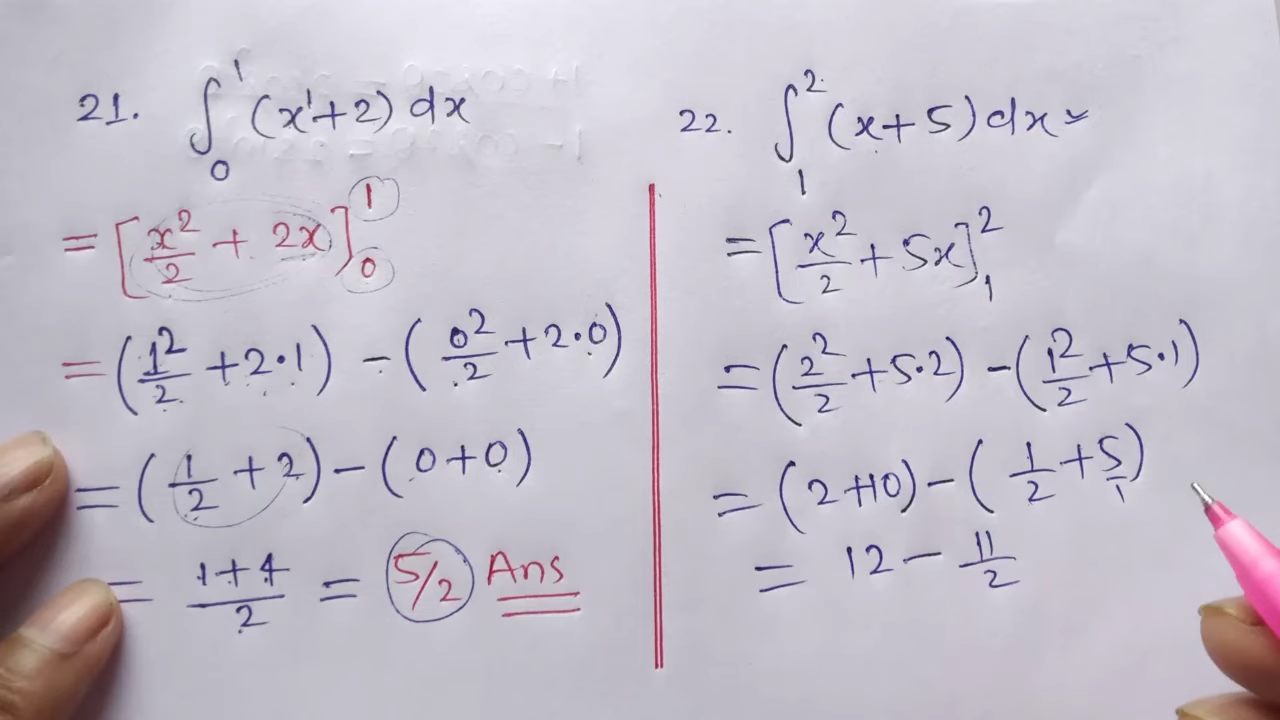 21. ∫₀¹ (x¹+2) dx
= [x²/2 + 2x]₀¹
= (1²/2 + 2·1) − (0²/2 + 2·0)
= (1/2 + 2) − (0+0)
= (1+4)/2 = 5/2 Ans
22. ∫₁² (x+5) dx
= [x²/2 + 5x]₁²
= (2²/2 + 5·2) − (1²/2 + 5·1)
= (2+10) − (1/2 + 5/1)
= 12 − 11/2